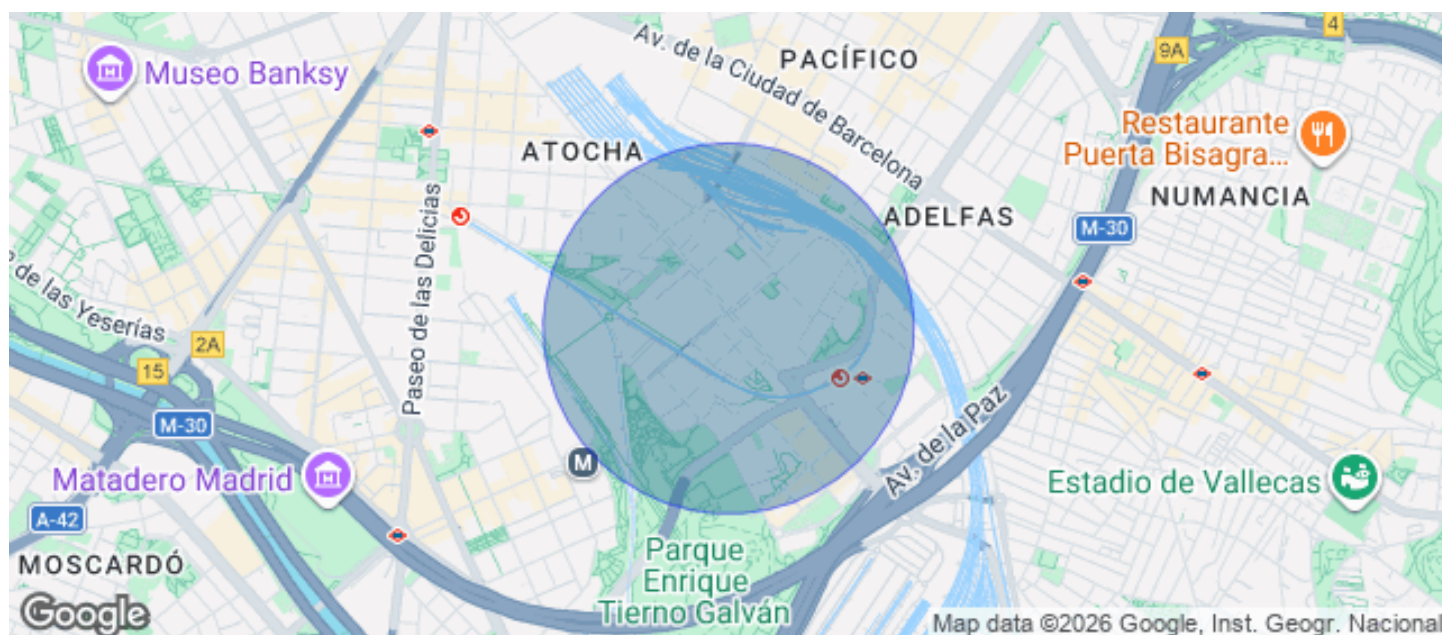 Museo Banksy
ATOCHA
PACÍFICO
Av. de la Ciudad de Barcelona
9A
4
Restaurante
Puerta Bisagra...
NUMANCIA
ADELFAS
M-30
Paseo de las Delicias
de las Yeserías
2A
15
M-30
Matadero Madrid
A-42
MOSCARDÓ
M
Av. de la Paz
Estadio de Vallecas
Parque
Enrique
Tierno Galván
Google
Map data ©2026 Google, Inst. Geogr. Nacional